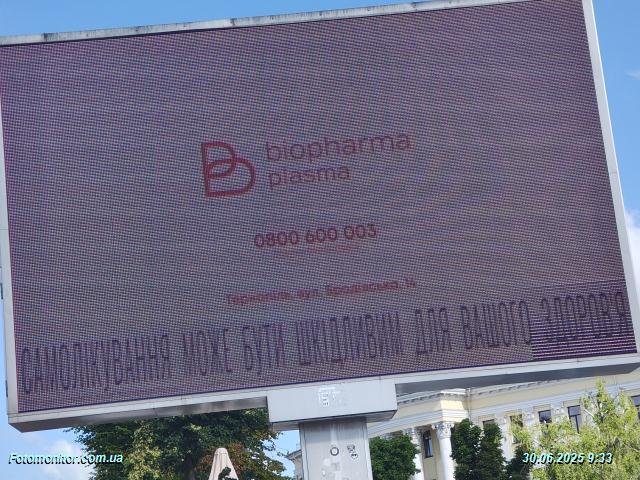 biopharma
plasma
0800 600 003
Тернопіль, вул. Бродівська, 14
САМОЛІКУВАННЯ МОЖЕ БУТИ ШКІДЛИВИМ ДЛЯ ВАШОГО ЗДОРОВ'Я
Fotomonitor.com.ua
30.06.2025 9:33